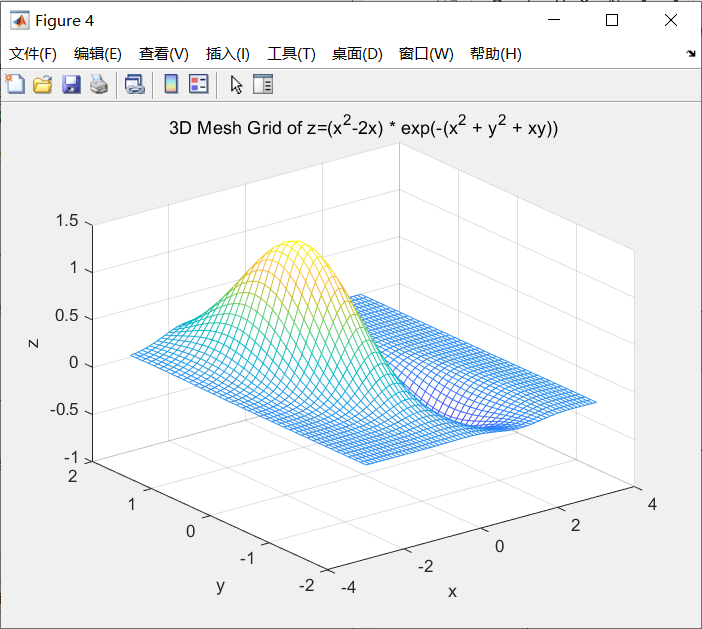 Figure 4
文件(F) 编辑(E) 查看(V) 插入(I) 工具(T) 桌面(D) 窗口(W) 帮助(H)
3D Mesh Grid of z=(x²-2x) * exp(-(x² + y² + xy))
1.5
1
0.5
0
-0.5
-1
z
2
1
0
-1
-2
y
-4
-2
0
2
4
x